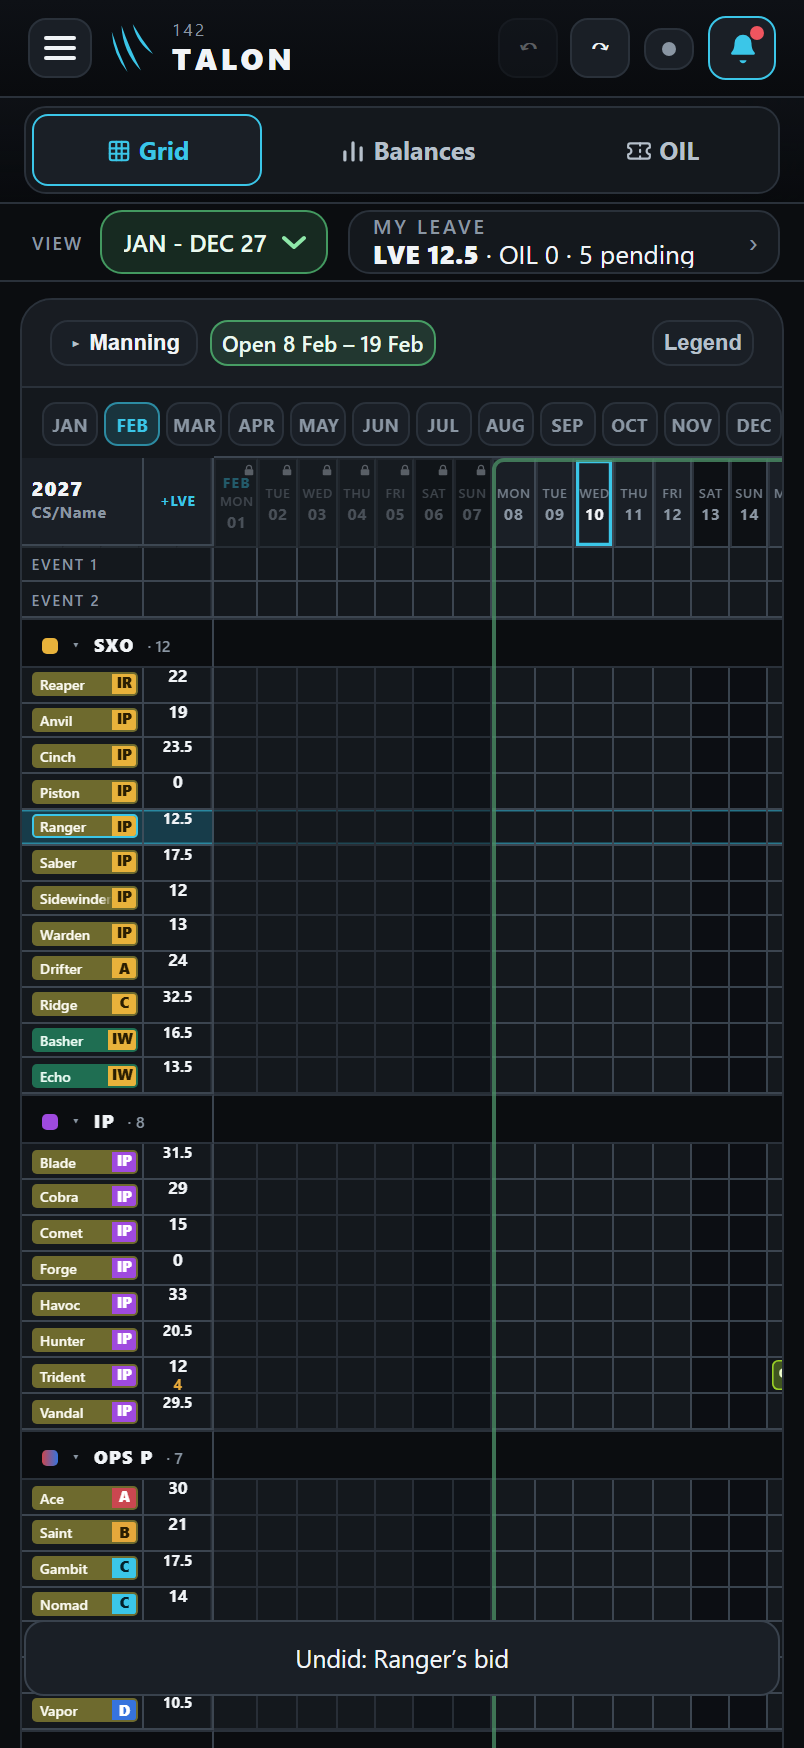 142
TALON
Grid
Balances
OIL
VIEW
JAN - DEC 27
MY LEAVE
LVE 12.5 · OIL 0 · 5 pending
Manning
Open 8 Feb – 19 Feb
Legend
JAN FEB MAR APR MAY JUN JUL AUG SEP OCT NOV DEC
2027
CS/Name
+LVE
FEB
MON TUE WED THU FRI SAT SUN MON TUE WED THU FRI SAT SUN M
01 02 03 04 05 06 07 08 09 10 11 12 13 14
EVENT 1
EVENT 2
SXO · 12
Reaper IR 22
Anvil IP 19
Cinch IP 23.5
Piston IP 0
Ranger IP 12.5
Saber IP 17.5
Sidewinder IP 12
Warden IP 13
Drifter A 24
Ridge C 32.5
Basher IW 16.5
Echo IW 13.5
IP · 8
Blade IP 31.5
Cobra IP 29
Comet IP 15
Forge IP 0
Havoc IP 33
Hunter IP 20.5
Trident IP 12
4
Vandal IP 29.5
OPS P · 7
Ace A 30
Saint B 21
Gambit C 17.5
Nomad C 14
Undid: Ranger’s bid
Vapor D 10.5